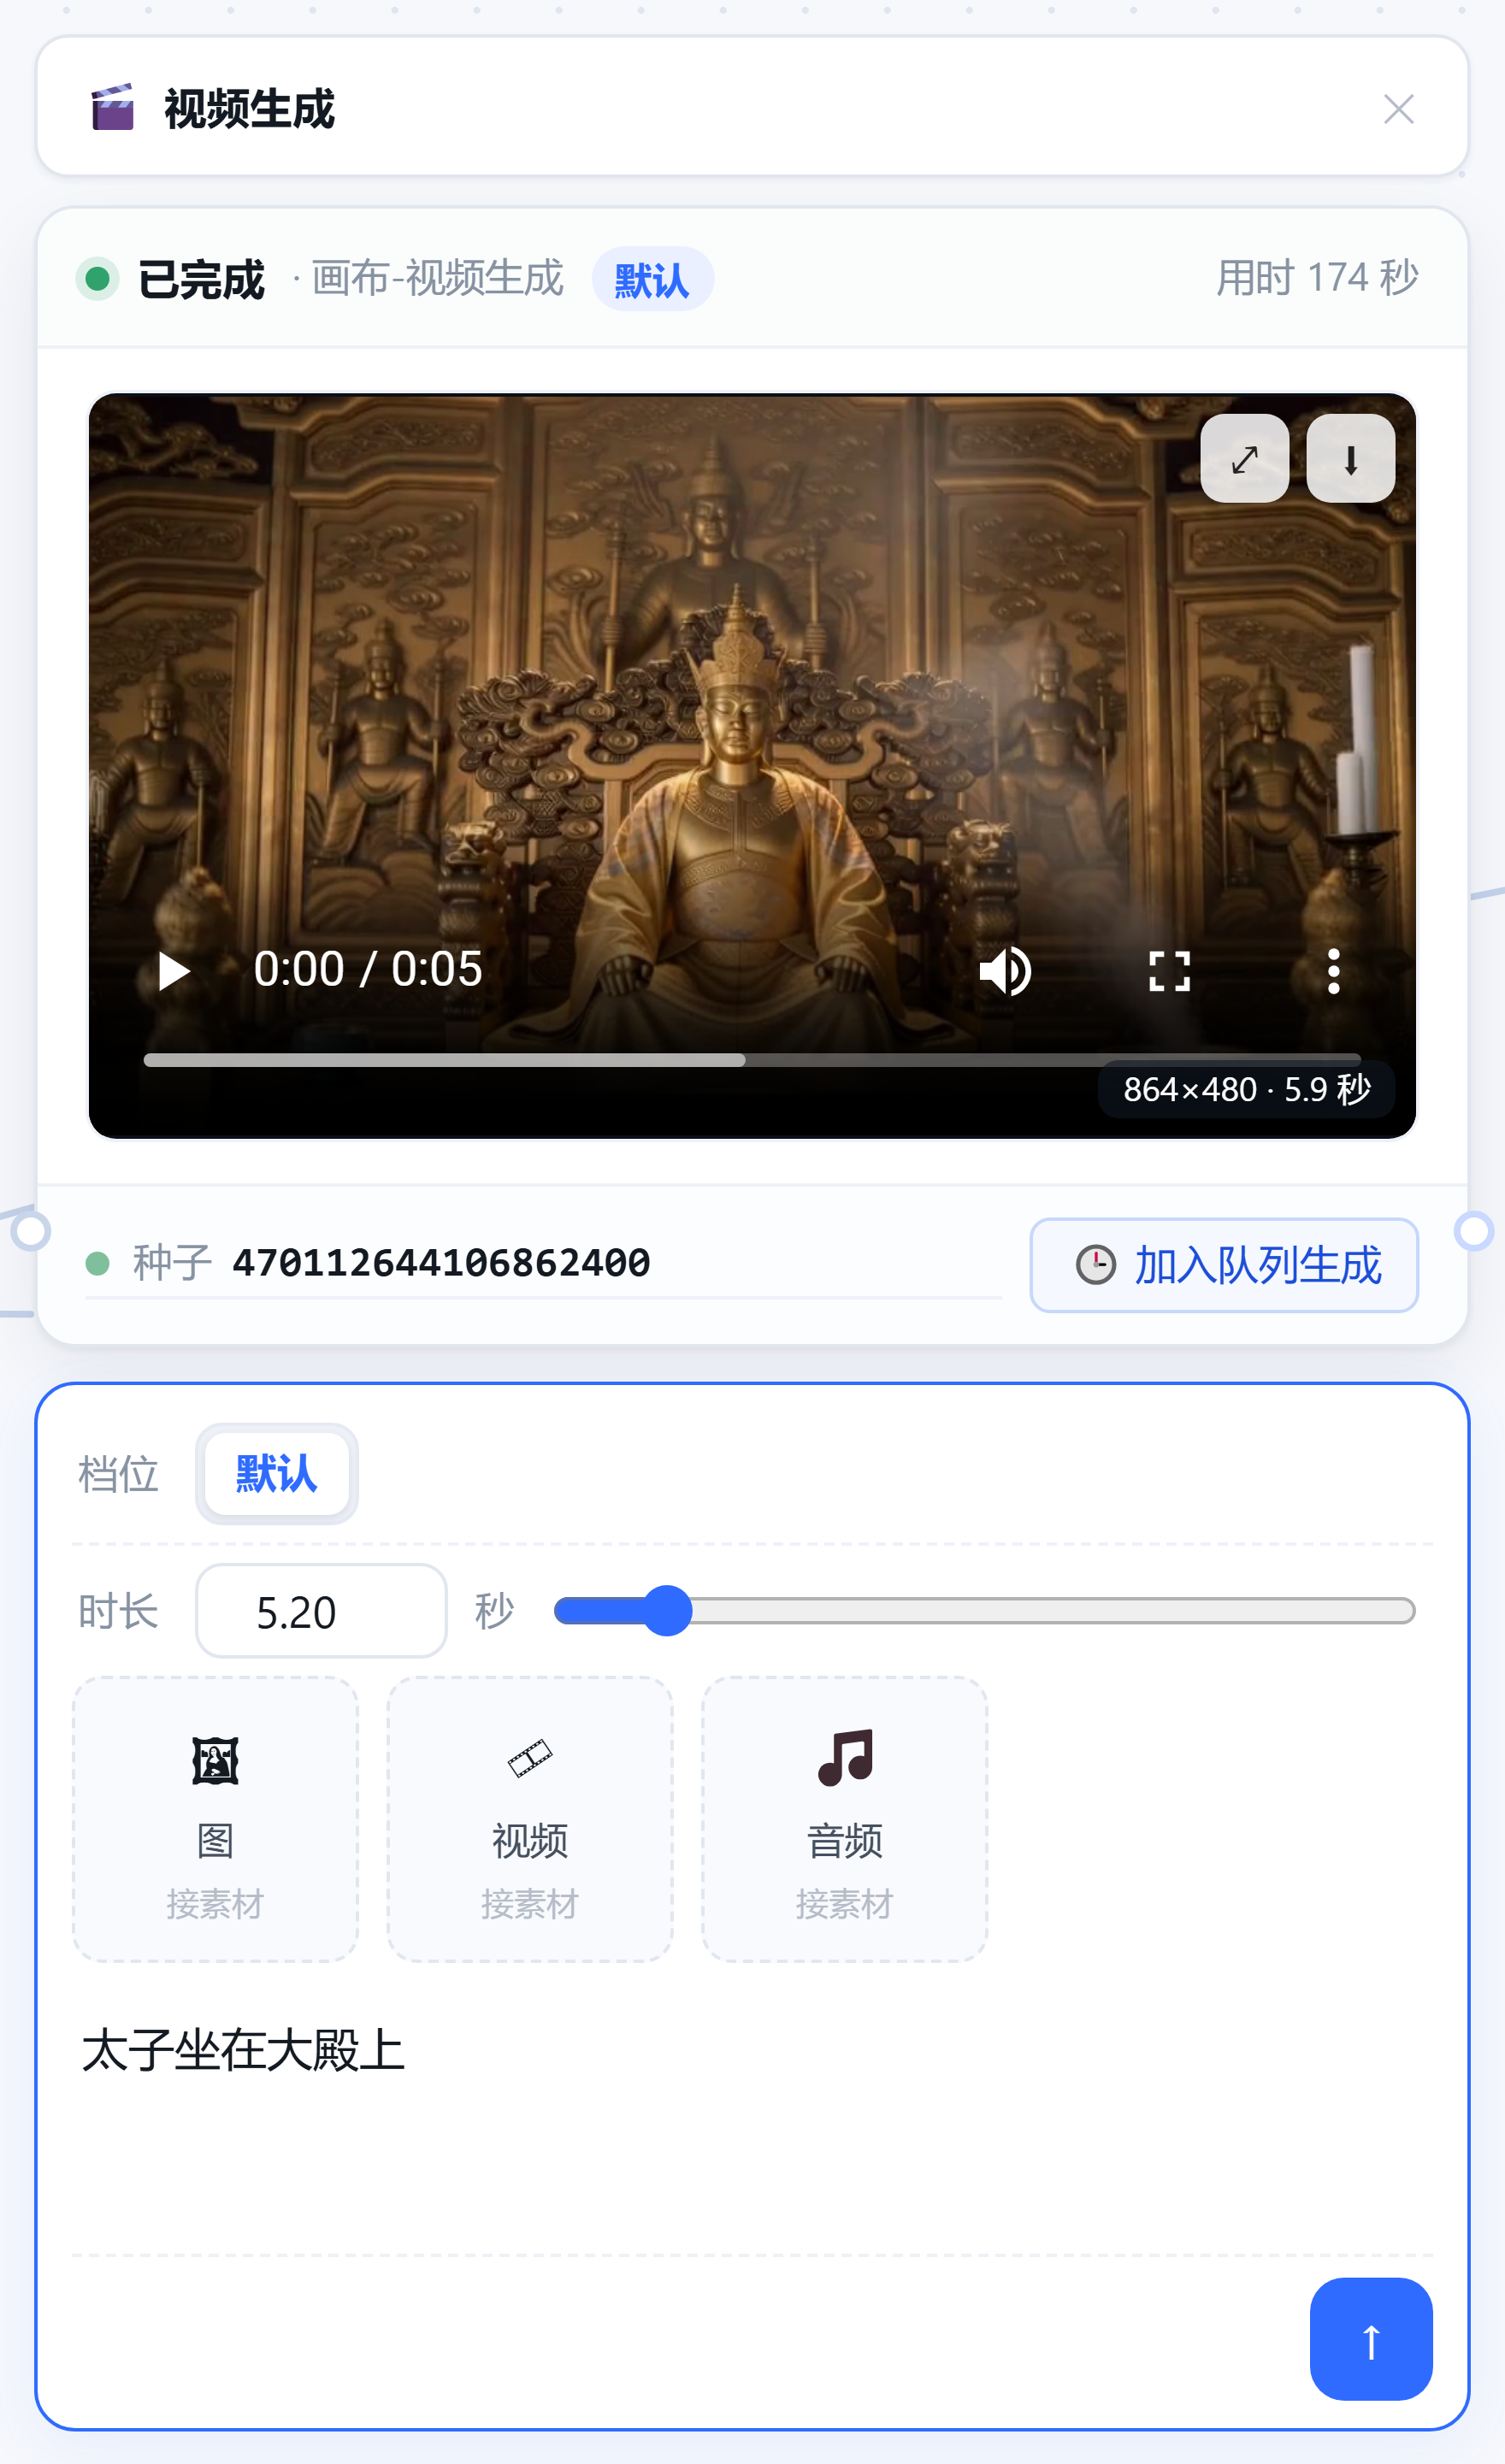 视频生成
已完成 · 画布-视频生成 默认 用时 174 秒
0:00 / 0:05
864×480 · 5.9 秒
种子 470112644106862400 加入队列生成
档位 默认
时长 5.20 秒
图 视频 音频
接素材 接素材 接素材
太子坐在大殿上